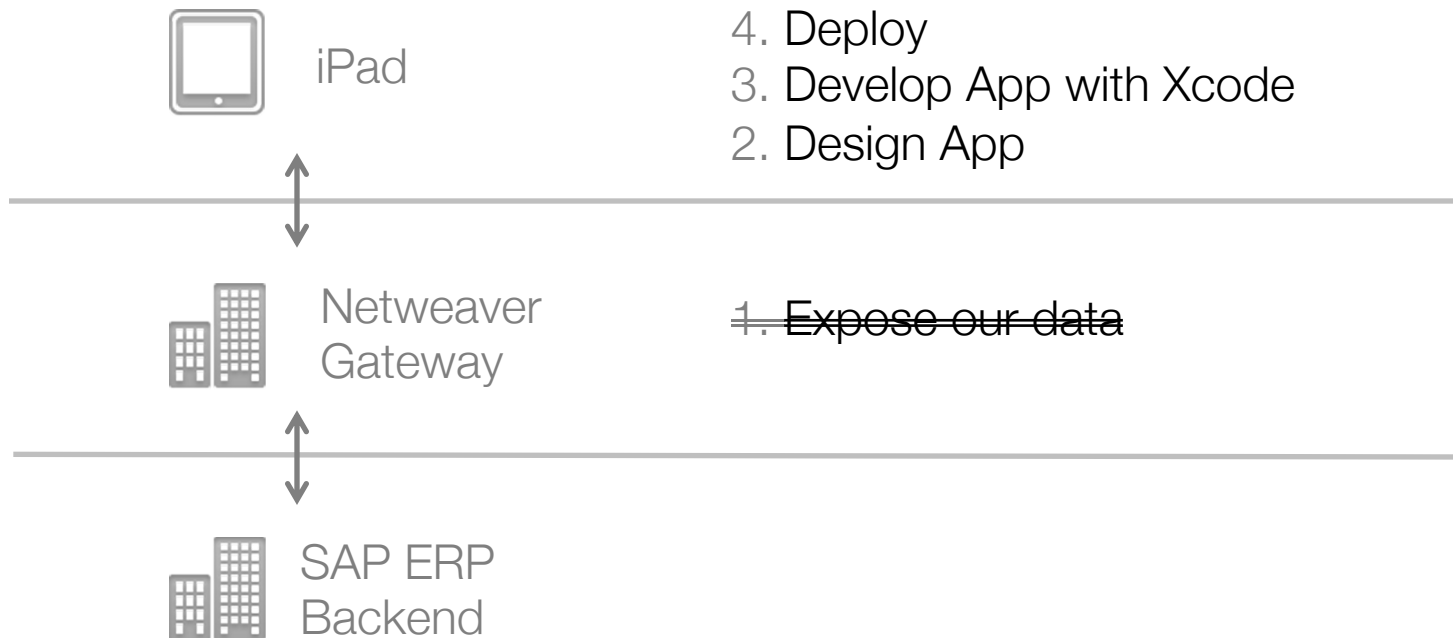 iPad
4. Deploy
3. Develop App with Xcode
2. Design App
Netweaver
Gateway
1. Expose our data
SAP ERP
Backend